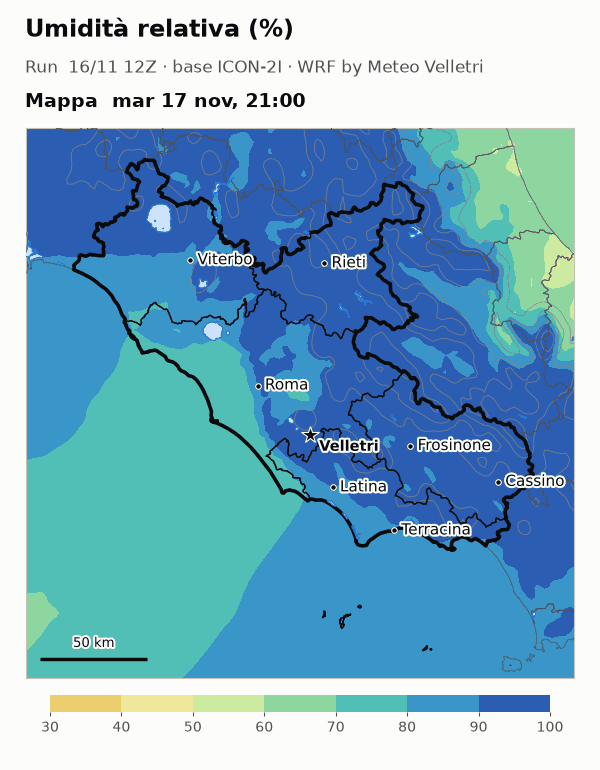 Umidità relativa (%)
Run  16/11 12Z · base ICON-2I · WRF by Meteo Velletri
Mappa  mar 17 nov, 21:00
Viterbo
Rieti
Roma
Velletri
Frosinone
Cassino
Latina
Terracina
50 km
30 40 50 60 70 80 90 100